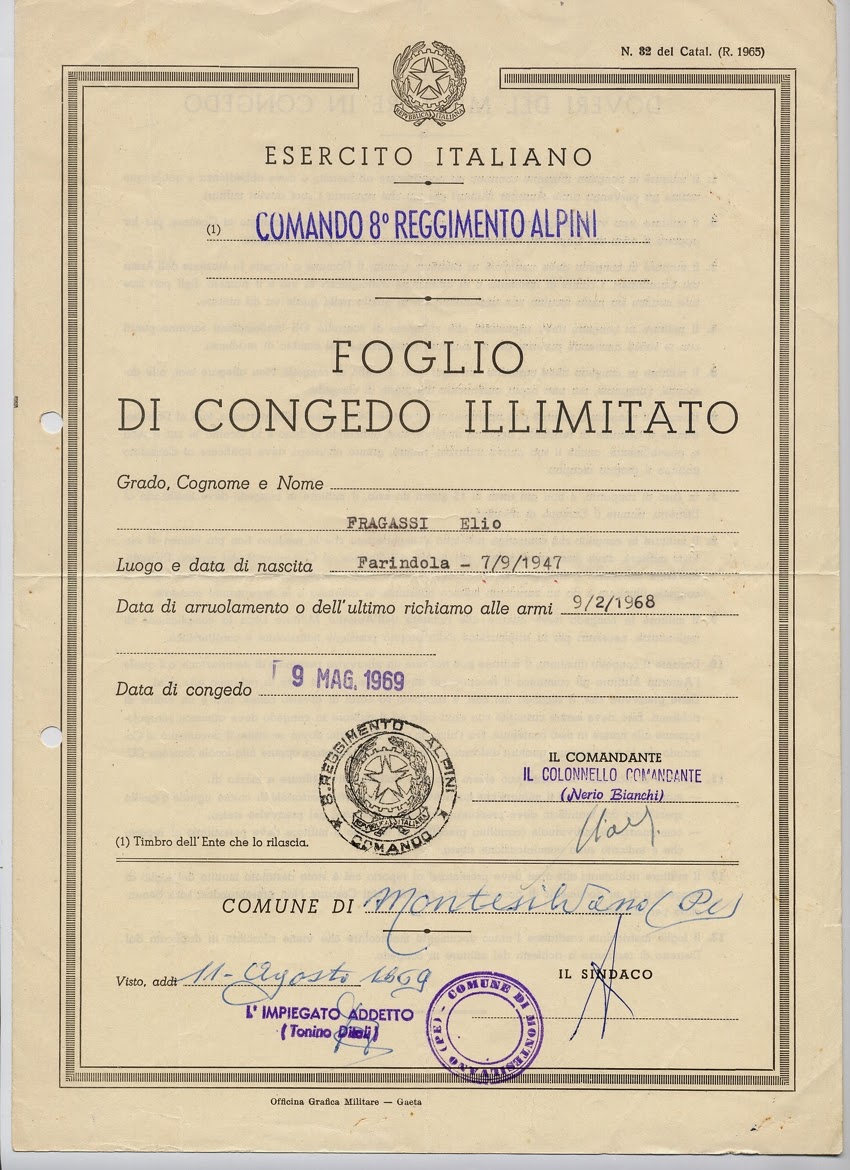 N. 32 del Catal. (R. 1965)
REPVBBLICA ITALIANA
ESERCITO ITALIANO
(1) COMANDO 8° REGGIMENTO ALPINI
FOGLIO
DI CONGEDO ILLIMITATO
Grado, Cognome e Nome
FRAGASSI Elio
Luogo e data di nascita Farindola - 7/9/1947
Data di arruolamento o dell'ultimo richiamo alle armi 9/2/1968
Data di congedo 9 MAG. 1969
8. REGGIMENTO ALPINI
REPVBBLICA ITALIANA
COMANDO
IL COMANDANTE
IL COLONNELLO COMANDANTE
(Nerio Bianchi)
(1) Timbro dell'Ente che lo rilascia.
COMUNE DI Montesilvano (Pe)
Visto, addì 11 - Agosto 1969
IL SINDACO
L'IMPIEGATO ADDETTO
(Tonino
COMUNE DI MONTESILVANO (PE)
Officina Grafica Militare — Gaeta